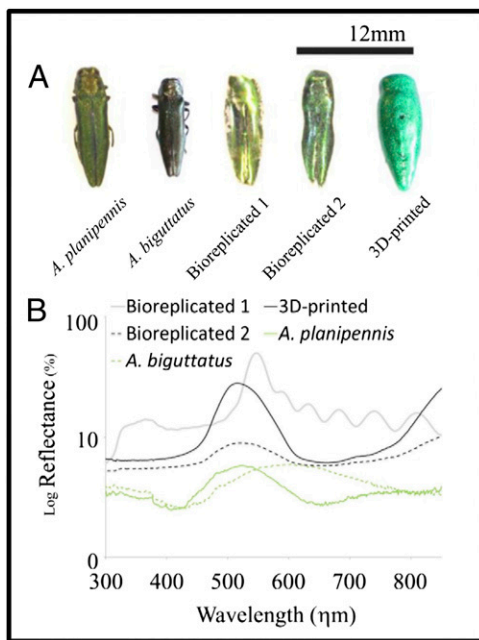 12mm
A
A. planipennis
A. biguttatus
Bioreplicated 1
Bioreplicated 2
3D-printed
B
Bioreplicated 1
3D-printed
Bioreplicated 2
A. planipennis
A. biguttatus
Log Reflectance (%)
100
10
0
300 400 500 600 700 800
Wavelength (ηm)